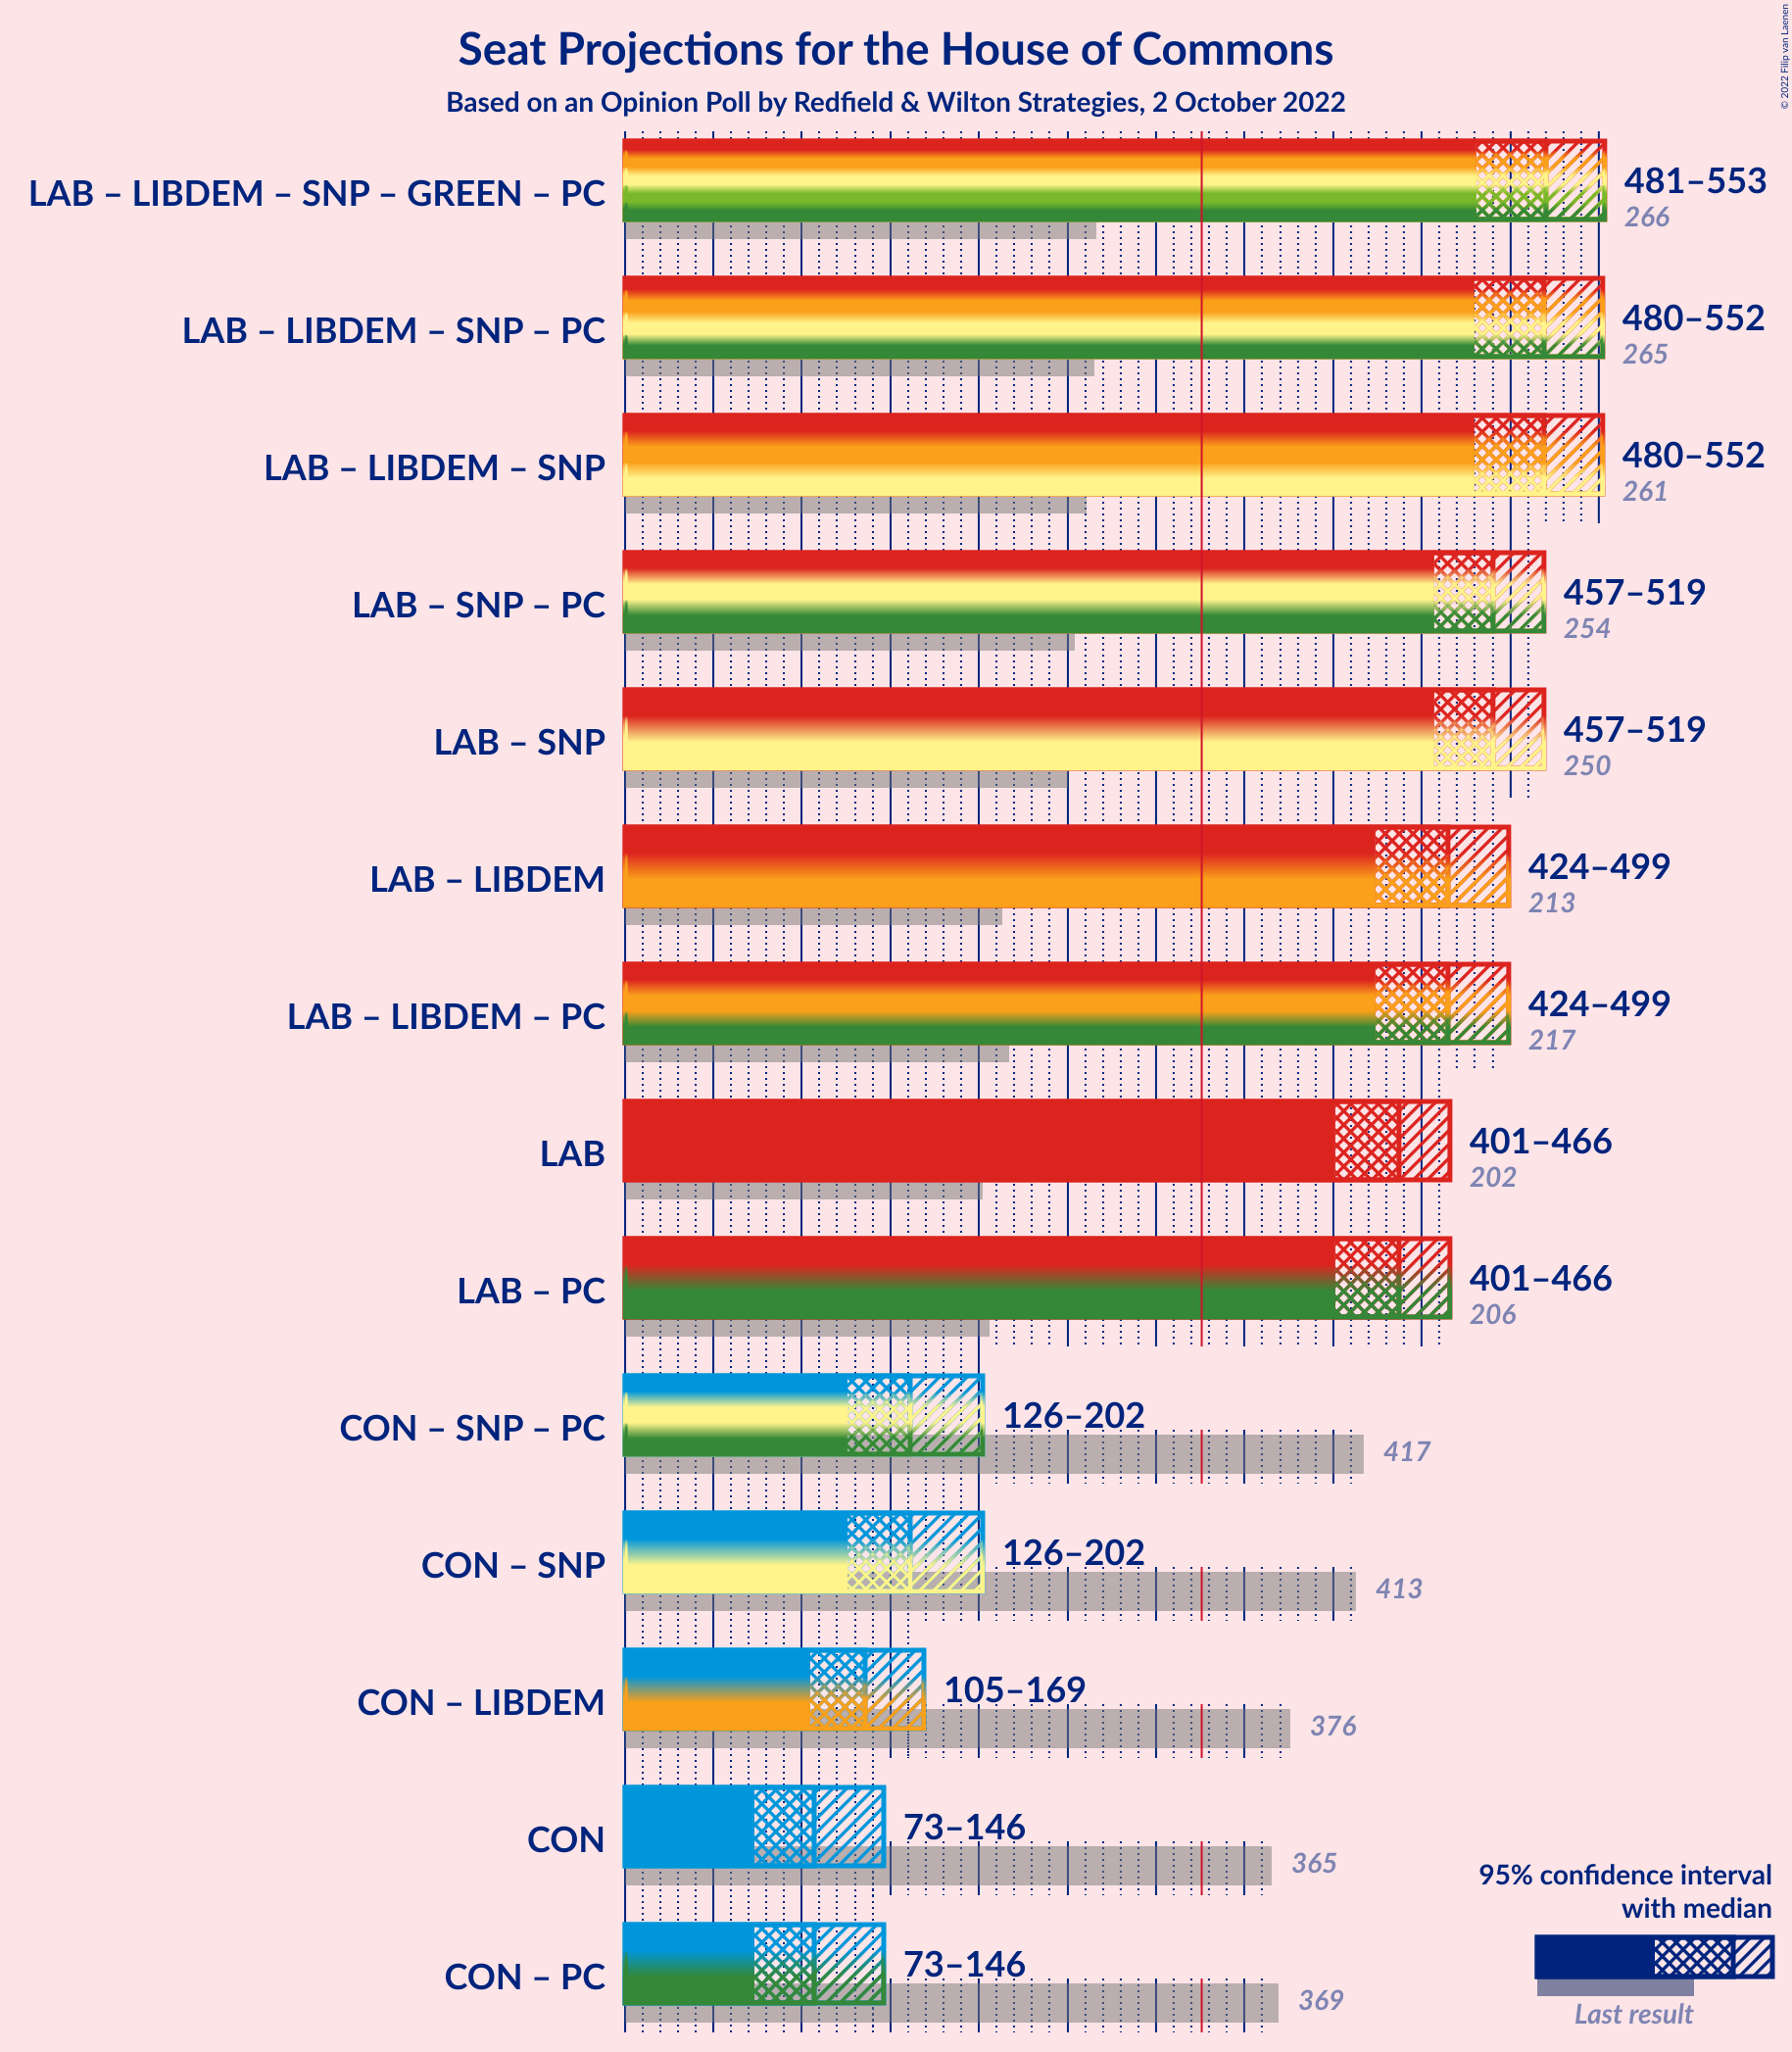 Seat Projections for the House of Commons
Based on an Opinion Poll by Redfield & Wilton Strategies, 2 October 2022
© 2022 Filip van Laenen
LAB – LIBDEM – SNP – GREEN – PC
481–553
266
LAB – LIBDEM – SNP – PC
480–552
265
LAB – LIBDEM – SNP
480–552
261
LAB – SNP – PC
457–519
254
LAB – SNP
457–519
250
LAB – LIBDEM
424–499
213
LAB – LIBDEM – PC
424–499
217
LAB
401–466
202
LAB – PC
401–466
206
CON – SNP – PC
126–202
417
CON – SNP
126–202
413
CON – LIBDEM
105–169
376
CON
73–146
365
CON – PC
73–146
369
95% confidence interval
with median
Last result